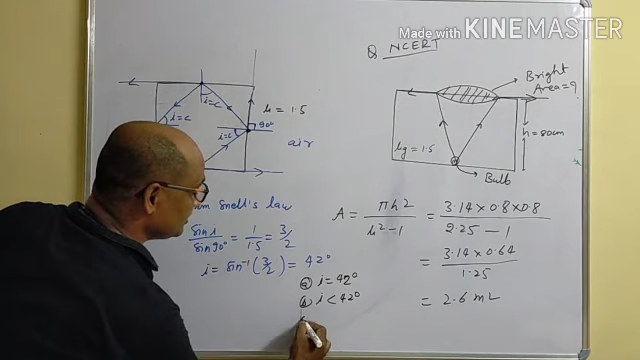 Made with KINEMASTER
Q NCERT
Bright
Area=?
i=c
i=c
i=c
90°
μ = 1.5
air
μg = 1.5
h = 80cm
Bulb
snell's law
sin i / sin 90° = 1 / 1.5 = 3/2
i = sin⁻¹ (3/2) = 42°
ⓐ i = 42°
ⓑ i < 42°
A = πh2 / μ²-1 = 3.14 × 0.8 × 0.8 / 2.25 - 1
= 3.14 × 0.64 / 1.25
= 2.6 m2